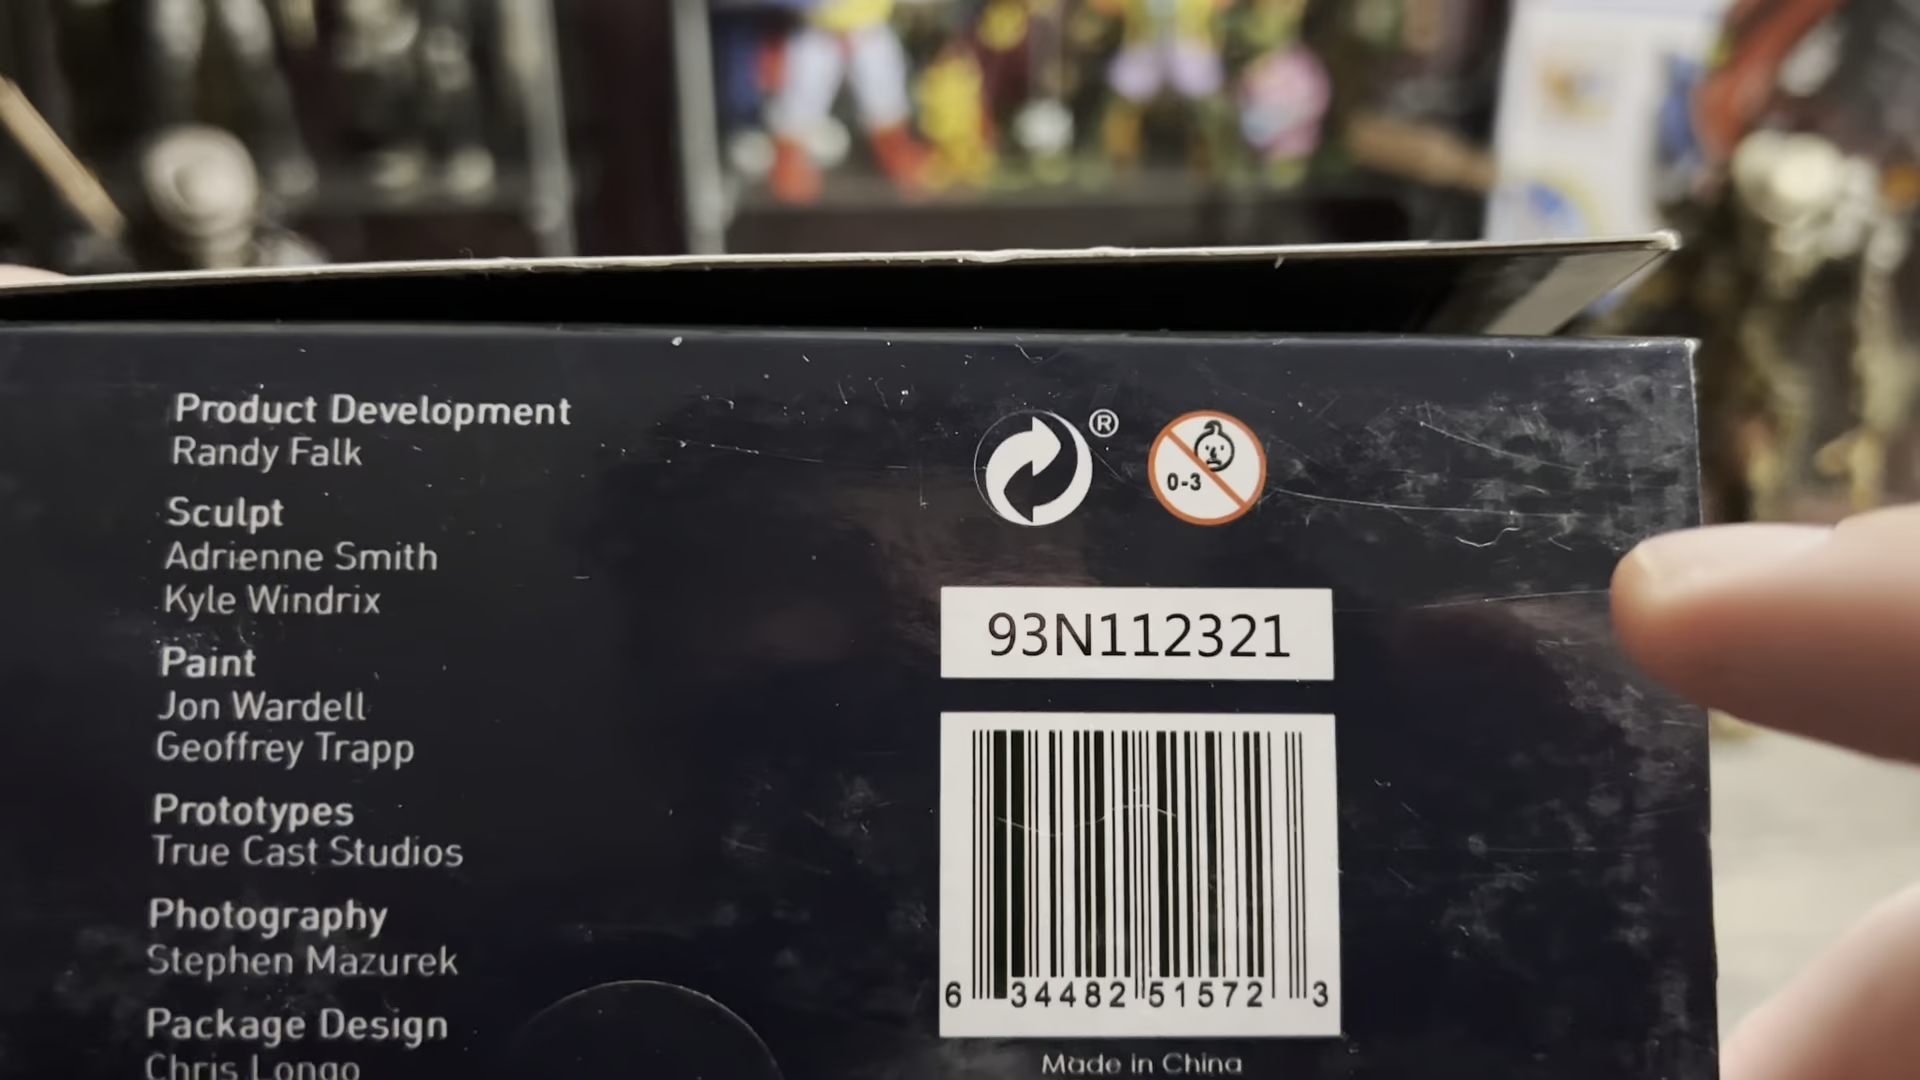 Product Development
Randy Falk
Sculpt
Adrienne Smith
Kyle Windrix
Paint
Jon Wardell
Geoffrey Trapp
Prototypes
True Cast Studios
Photography
Stephen Mazurek
Package Design
Chris Longo
®
0-3
93N112321
6 34482 51572 3
Made in China